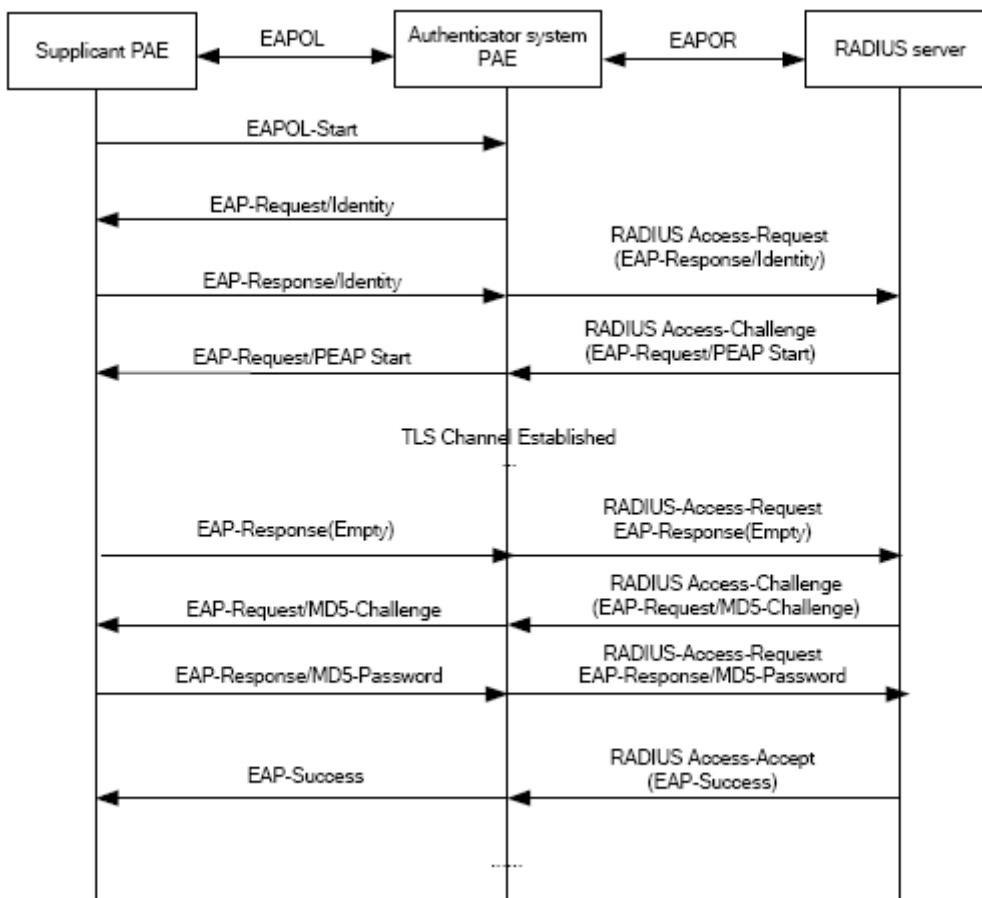 Supplicant PAE
EAPOL
Authenticator system
PAE
EAPOR
RADIUS server
EAPOL-Start
EAP-Request/Identity
RADIUS Access-Request
(EAP-Response/Identity)
EAP-Response/Identity
RADIUS Access-Challenge
(EAP-Request/PEAP Start)
EAP-Request/PEAP Start
TLS Channel Established
RADIUS-Access-Request
EAP-Response(Empty)
EAP-Response(Empty)
RADIUS Access-Challenge
(EAP-Request/MD5-Challenge)
EAP-Request/MD5-Challenge
RADIUS-Access-Request
EAP-Response/MD5-Password
EAP-Response/MD5-Password
RADIUS Access-Accept
(EAP-Success)
EAP-Success